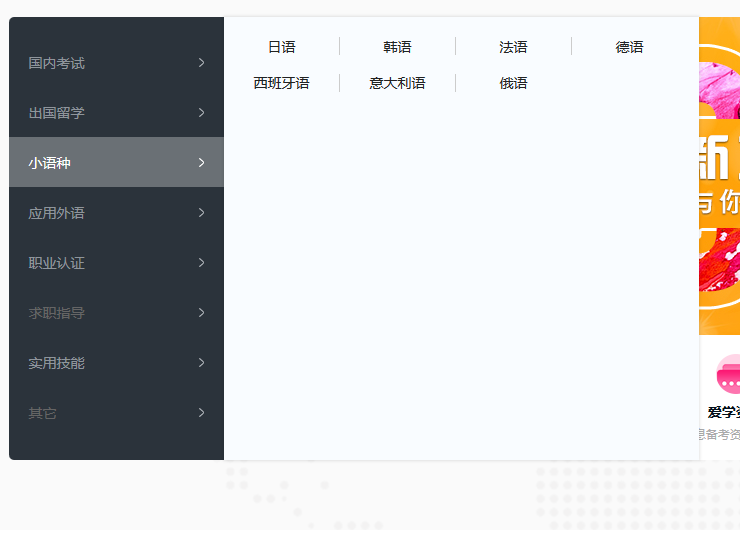 国内考试
出国留学
小语种
应用外语
职业认证
求职指导
实用技能
其它
日语 韩语 法语 德语
西班牙语 意大利语 俄语
新
与你
爱学
备考资